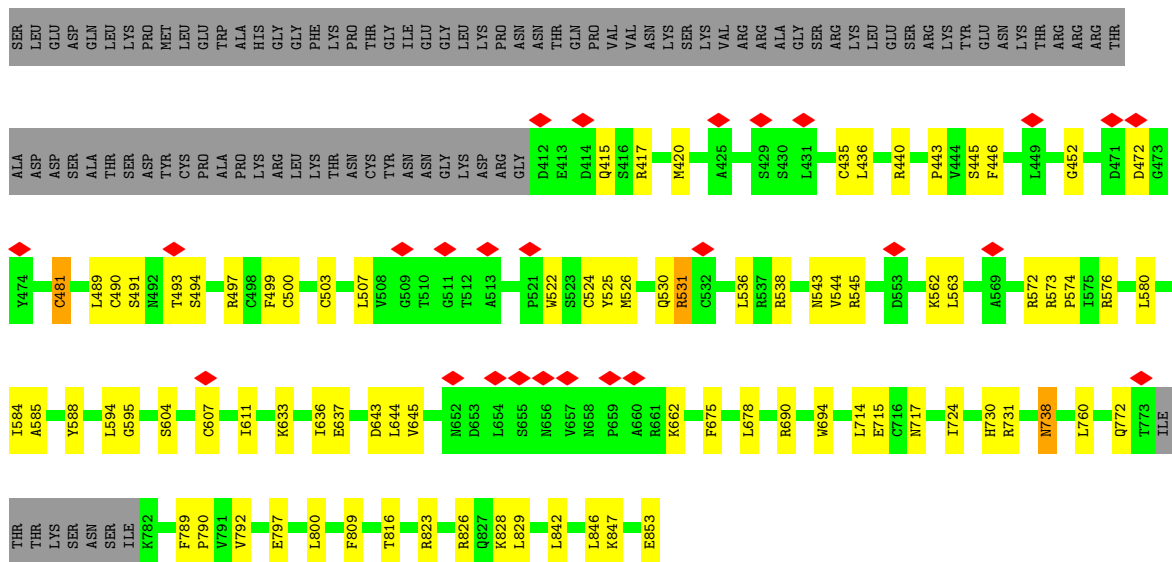 SER LEU GLU ASP GLN LEU LYS PRO MET LEU GLU TRP ALA HIS GLY GLY PHE LYS PRO THR GLY ILE GLU GLY LEU LYS PRO ASN ASN THR GLN PRO VAL VAL ASN LYS SER LYS VAL ARG ARG ALA GLY SER ARG LYS LEU GLU SER ARG LYS TYR GLU ASN LYS THR ARG ARG ARG THR
ALA ASP ASP SER ALA THR SER ASP TYR CYS PRO ALA PRO LYS ARG LEU LYS THR ASN CYS TYR ASN ASN GLY LYS ASP ARG GLY D412 E413 D414 Q415 S416 R417 M420 A425 S429 S430 L431 C435 L436 R440 P443 V444 S445 F446 L449 G452 D471 D472 G473
Y474 C481 L489 C490 S491 N492 T493 S494 R497 C498 F499 C500 C503 L507 V508 G509 T510 G511 T512 A513 P521 W522 S523 C524 Y525 M526 Q530 R531 C532 L536 R537 R538 N543 V544 R545 D553 K562 L563 A569 R572 R573 P574 I575 R576 L580
I584 A585 Y588 L594 G595 S604 C607 I611 K633 I636 E637 D643 L644 V645 N652 D653 L654 S655 N656 V657 N658 P659 A660 R661 K662 F675 L678 R690 W694 L714 E715 C716 N717 I724 H730 R731 N738 L760 Q772 T773 ILE
THR THR LYS SER ASN SER ILE K782 F789 P790 V791 V792 E797 L800 F809 T816 R823 R826 Q827 K828 L829 L842 L846 K847 E853